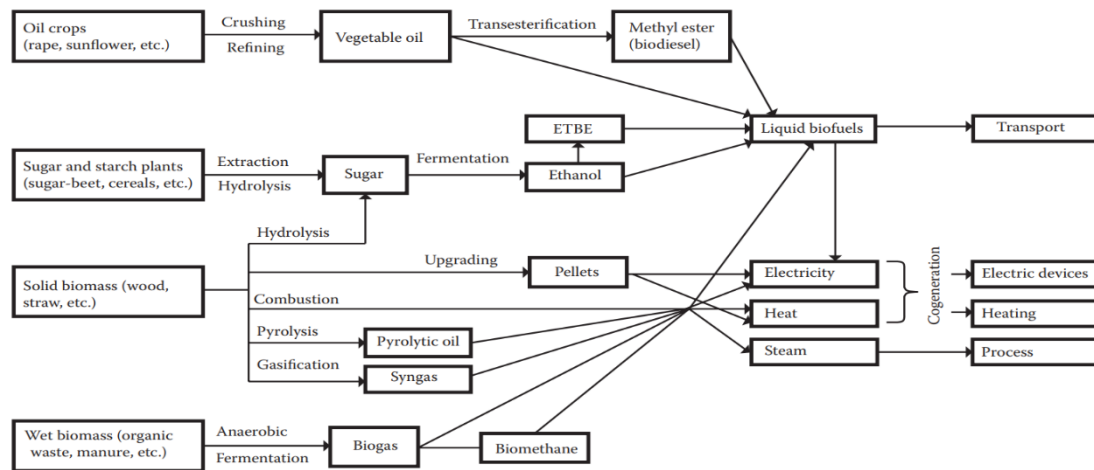 Oil crops
(rape, sunflower, etc.)
Crushing
Refining
Vegetable oil
Transesterification
Methyl ester
(biodiesel)
ETBE
Liquid biofuels
Transport
Sugar and starch plants
(sugar-beet, cereals, etc.)
Extraction
Hydrolysis
Sugar
Fermentation
Ethanol
Hydrolysis
Solid biomass (wood,
straw, etc.)
Upgrading
Pellets
Electricity
Cogeneration
Electric devices
Combustion
Heat
Heating
Pyrolysis
Pyrolytic oil
Steam
Process
Gasification
Syngas
Wet biomass (organic
waste, manure, etc.)
Anaerobic
Fermentation
Biogas
Biomethane